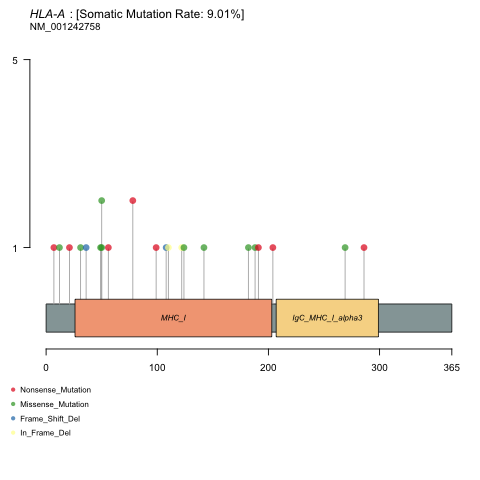 HLA-A : [Somatic Mutation Rate: 9.01%]
NM_001242758
5
1
MHC_I
IgC_MHC_I_alpha3
0 100 200 300 365
Nonsense_Mutation
Missense_Mutation
Frame_Shift_Del
In_Frame_Del